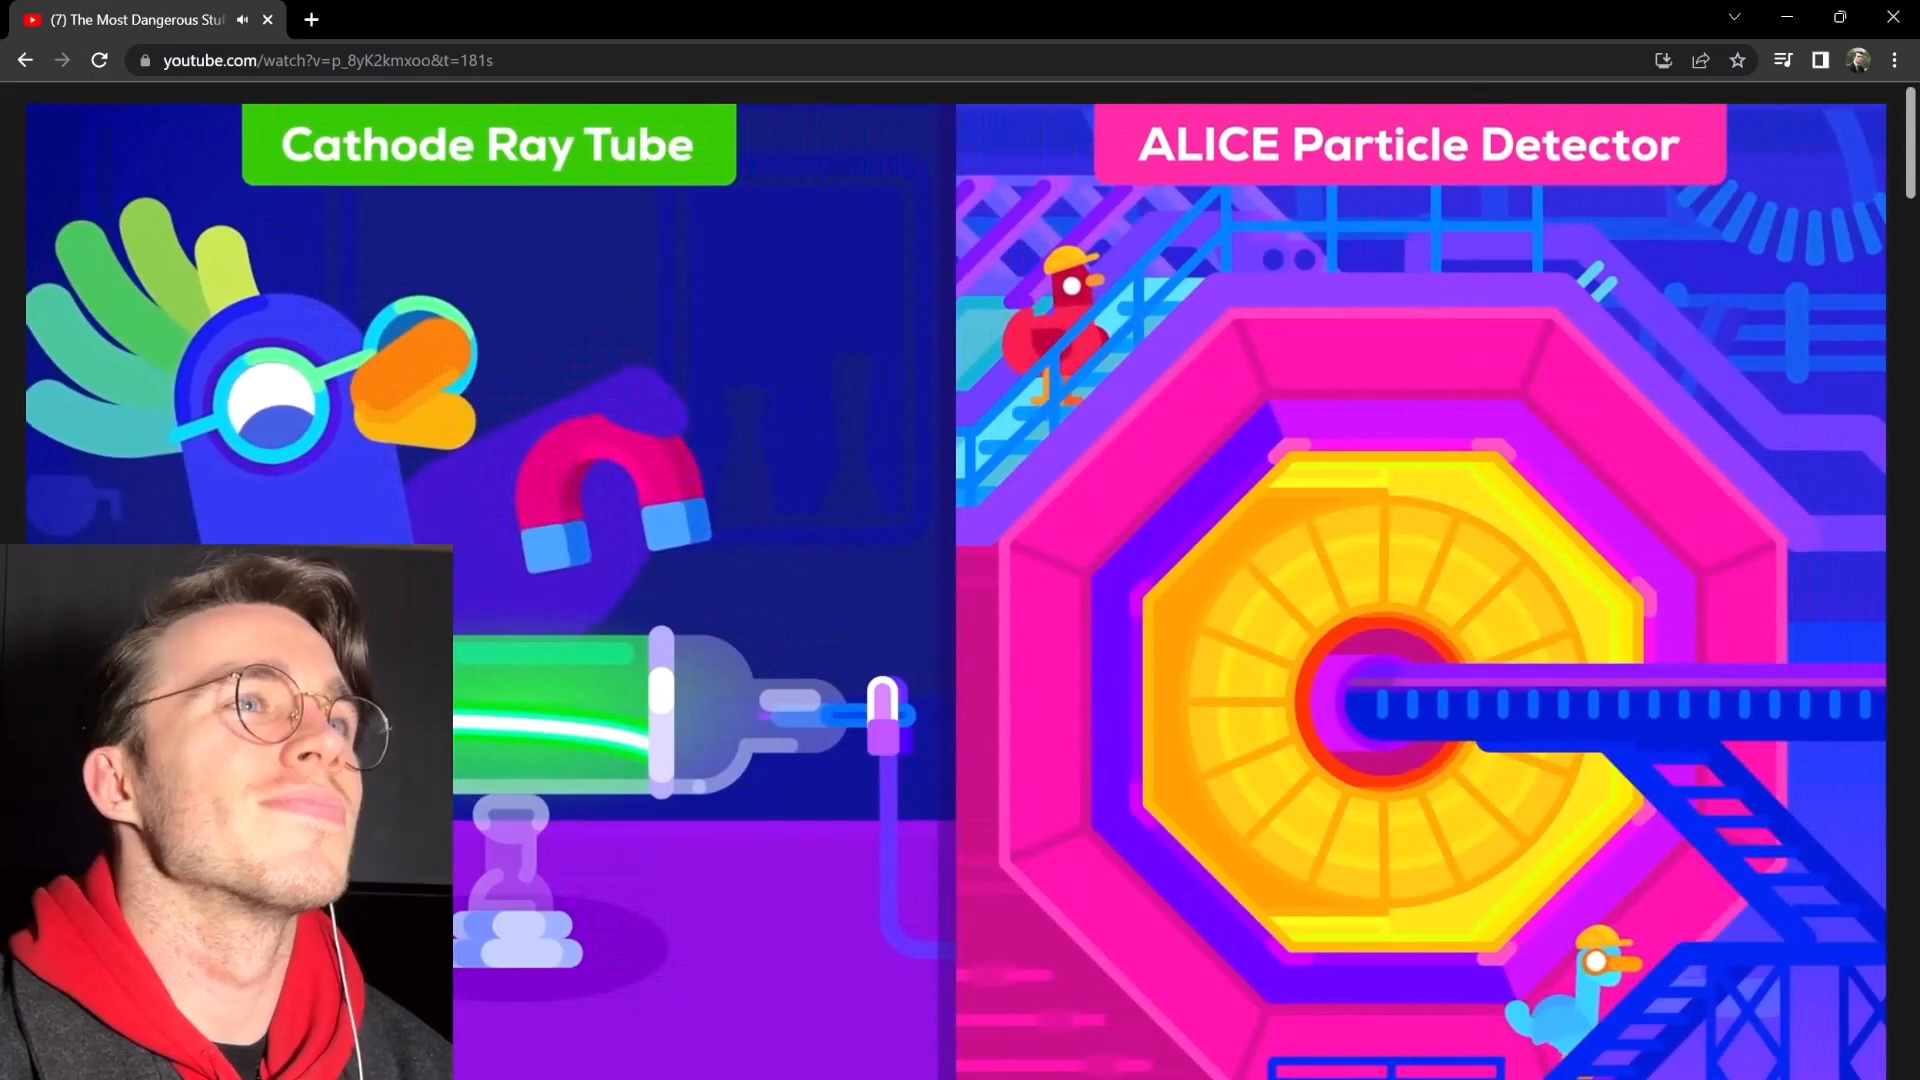 (7) The Most Dangerous Stu
youtube.com/watch?v=p_8yK2kmxoo&t=181s
Cathode Ray Tube
ALICE Particle Detector